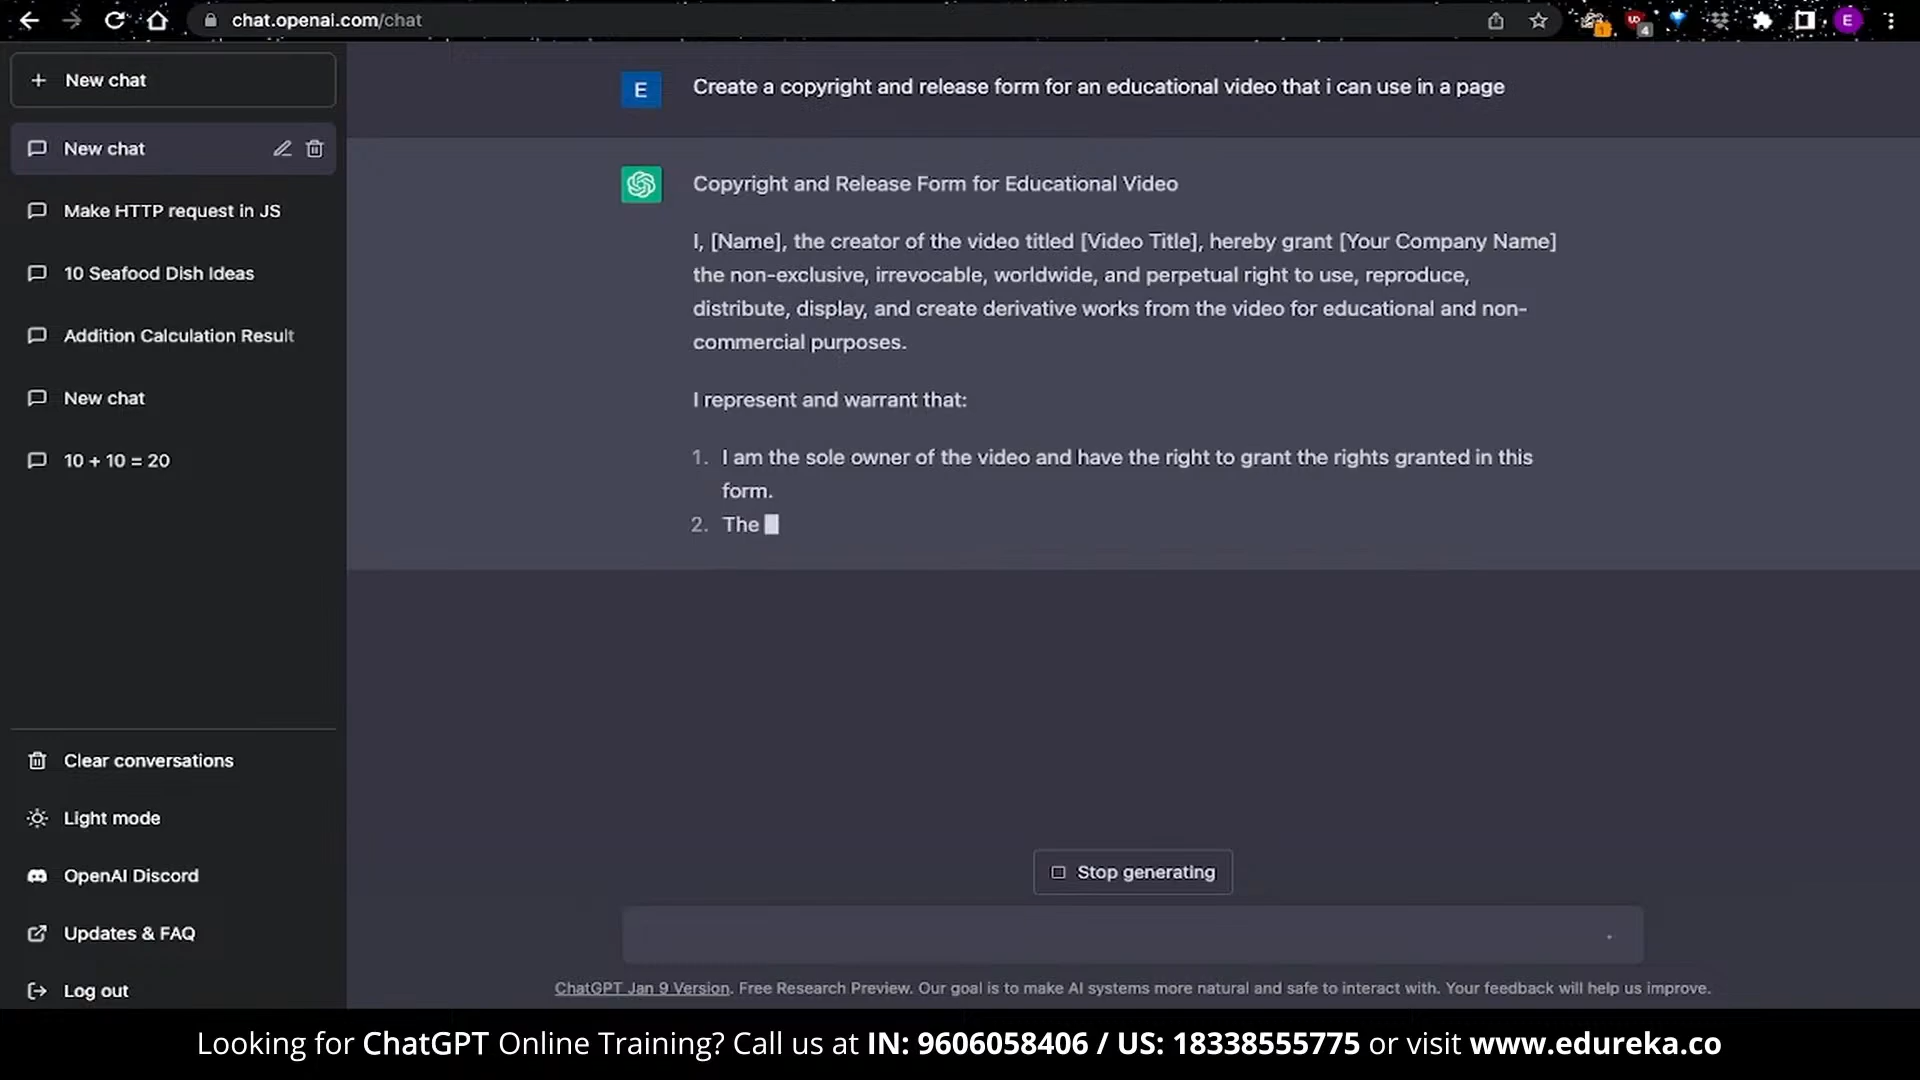 chat.openai.com/chat
1
UD
4
E
New chat
New chat
Make HTTP request in JS
10 Seafood Dish Ideas
Addition Calculation Result
New chat
10 + 10 = 20
Clear conversations
Light mode
OpenAI Discord
Updates & FAQ
Log out
E
Create a copyright and release form for an educational video that i can use in a page
Copyright and Release Form for Educational Video
I, [Name], the creator of the video titled [Video Title], hereby grant [Your Company Name]
the non-exclusive, irrevocable, worldwide, and perpetual right to use, reproduce,
distribute, display, and create derivative works from the video for educational and non-
commercial purposes.
I represent and warrant that:
1. I am the sole owner of the video and have the right to grant the rights granted in this
form.
2. The
Stop generating
ChatGPT Jan 9 Version. Free Research Preview. Our goal is to make AI systems more natural and safe to interact with. Your feedback will help us improve.
Looking for ChatGPT Online Training? Call us at IN: 9606058406 / US: 18338555775 or visit www.edureka.co